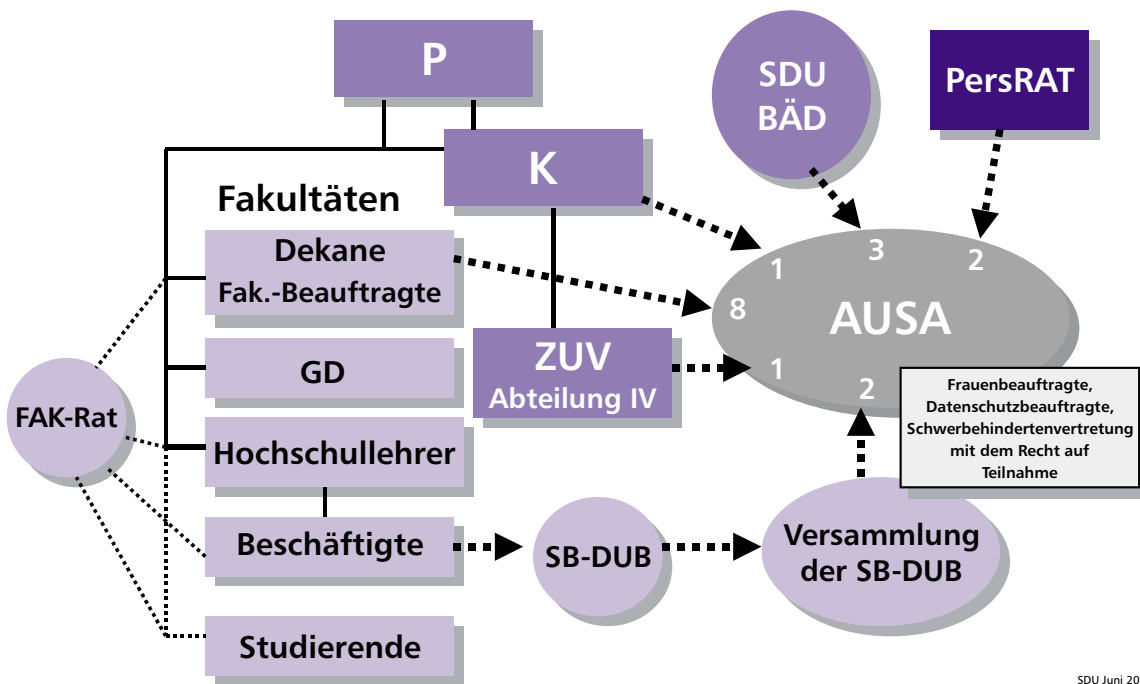 P
SDU
BÄD
PersRAT
K
Fakultäten
Dekane
Fak.-Beauftragte
GD
Hochschullehrer
Beschäftigte
Studierende
FAK-Rat
ZUV
Abteilung IV
1
3
2
8
AUSA
1
2
Frauenbeauftragte,
Datenschutzbeauftragte,
Schwerbehindertenvertretung
mit dem Recht auf
Teilnahme
SB-DUB
Versammlung
der SB-DUB
SDU Juni 20